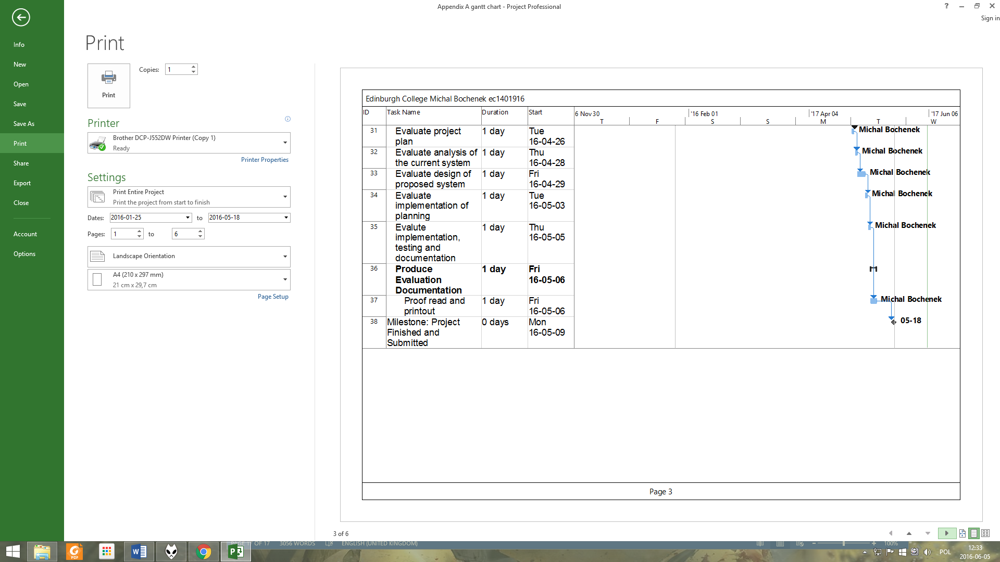 Appendix A gantt chart - Project Professional
?
Sign in
Info
New
Open
Save
Save As
Print
Share
Export
Close
Account
Options
Print
Print
Copies: 1
Printer
Brother DCP-J552DW Printer (Copy 1)
Ready
Printer Properties
Settings
Print Entire Project
Print the project from start to finish
Dates: 2016-01-25 to 2016-05-18
Pages: 1 to 6
Landscape Orientation
A4 (210 x 297 mm)
21 cm x 29,7 cm
Page Setup
Edinburgh College Michal Bochenek ec1401916
ID Task Name Duration Start 6 Nov 30 '16 Feb 01 '17 Apr 04 '17 Jun 06
T F S S M T W
31 Evaluate project 1 day Tue Michal Bochenek
plan 16-04-26
32 Evaluate analysis of 1 day Thu Michal Bochenek
the current system 16-04-28
33 Evaluate design of 1 day Fri Michal Bochenek
proposed system 16-04-29
34 Evaluate 1 day Tue Michal Bochenek
implementation of 16-05-03
planning
35 Evalute 1 day Thu Michal Bochenek
implementation, 16-05-05
testing and
documentation
36 Produce 1 day Fri
Evaluation 16-05-06
Documentation
37 Proof read and 1 day Fri Michal Bochenek
printout 16-05-06
38 Milestone: Project 0 days Mon 05-18
Finished and 16-05-09
Submitted
Page 3
3 of 6
PAGE 17 OF 17 3056 WORDS ENGLISH (UNITED KINGDOM) 100%
PDF
POL
12:33
2016-06-05